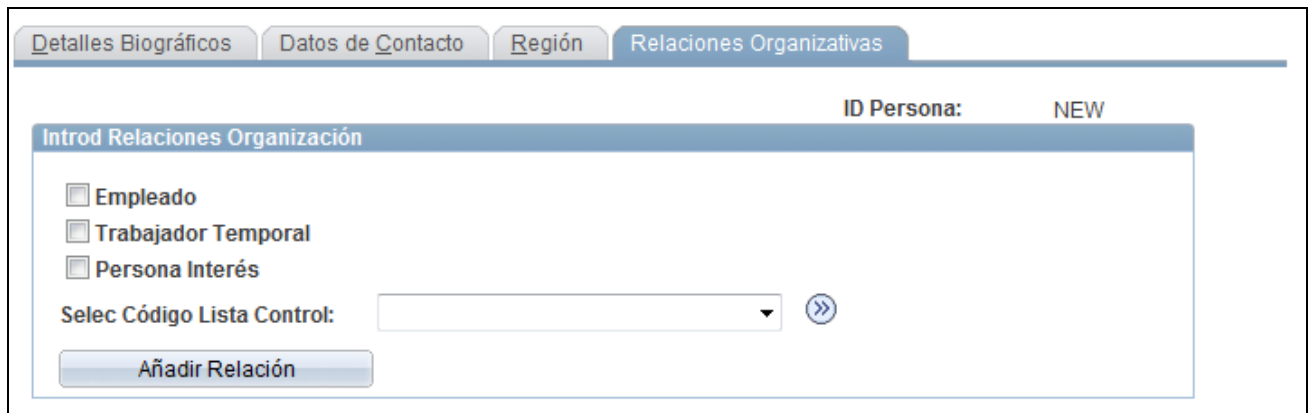 Detalles Biográficos Datos de Contacto Región Relaciones Organizativas
ID Persona: NEW
Introd Relaciones Organización
Empleado
Trabajador Temporal
Persona Interés
Selec Código Lista Control:
Añadir Relación